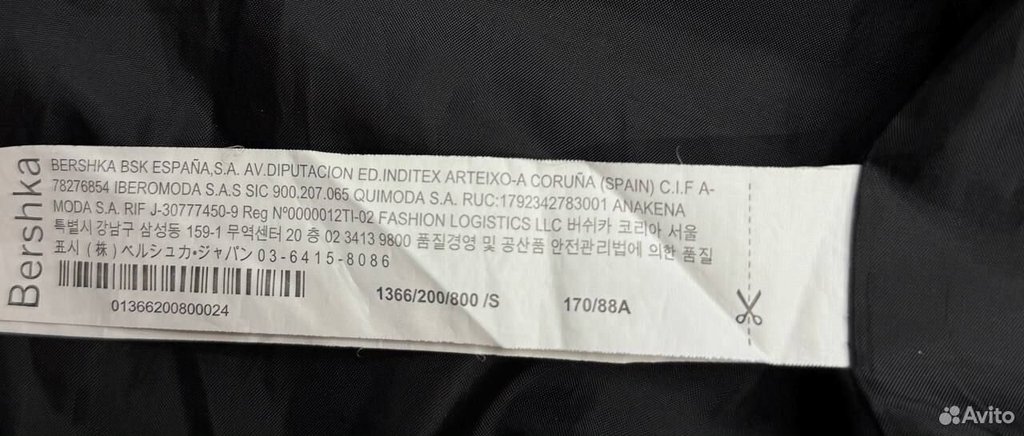 Bershka
BERSHKA BSK ESPAÑA,S.A. AV.DIPUTACION ED.INDITEX ARTEIXO-A CORUÑA (SPAIN) C.I.F A-
78276854 IBEROMODA S.A.S SIC 900,207.065 QUIMODA S.A. RUC:1792342783001 ANAKENA
MODA S.A. RIF J-30777450-9 Reg Nº0000012TI-02 FASHION LOGISTICS LLC 버쉬카 코리아 서울
특별시 강남구 삼성동 159-1 무역센터 20 층 02 3413 9800 품질경영 및 공산품 안전관리법에 의한 품질
표시 (株) ベルシュカ・ジャパン 03-6415-8086
01366200800024
1366/200/800 /S
170/88A
Avito